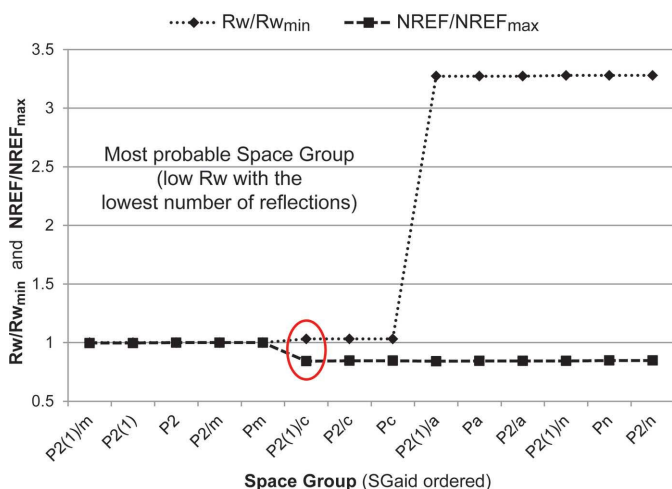 Rw/Rwmin NREF/NREFmax
3.5
3
2.5
2
1.5
1
0.5
Rw/Rwmin and NREF/NREFmax
Most probable Space Group
(low Rw with the
lowest number of reflections)
P2(1)/m P2(1) P2 P2/m Pm P2(1)/c P2/c Pc P2(1)/a Pa P2/a P2(1)/n Pn P2/n
Space Group (SGaid ordered)